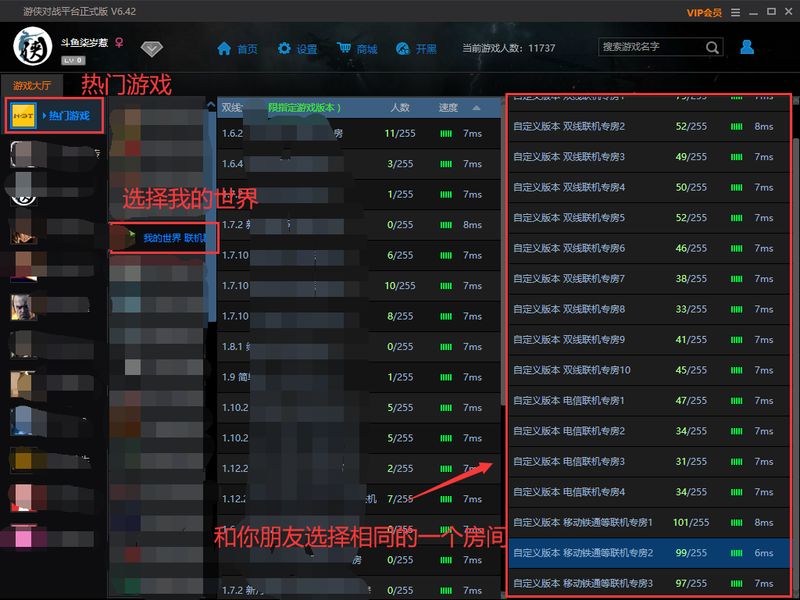 游侠对战平台正式版 V6.42
VIP会员
斗鱼柒岁惹
LV 0
首页
设置
商城
开黑
当前游戏人数：11737
搜索游戏名字
游戏大厅
热门游戏
HOT
热门游戏
选择我的世界
我的世界 联机
双线
限指定游戏版本）
人数
速度
1.6.2
房
11/255
7ms
1.6.4
3/255
7ms
1/255
7ms
1.7.2
0/255
8ms
1.7.10
6/255
7ms
1.7.10
10/255
7ms
1.7.10
8/255
7ms
1.8.1
0/255
7ms
1.9 简
1/255
7ms
1.10.2
5/255
7ms
1.10.2
5/255
7ms
1.12.2
2/255
7ms
1.12.2
机
7/255
7ms
房
0/255
7ms
1.7.2
0/255
7ms
自定义版本 双线联机专房2
52/255
8ms
自定义版本 双线联机专房3
49/255
7ms
自定义版本 双线联机专房4
50/255
7ms
自定义版本 双线联机专房5
52/255
7ms
自定义版本 双线联机专房6
46/255
7ms
自定义版本 双线联机专房7
38/255
7ms
自定义版本 双线联机专房8
33/255
7ms
自定义版本 双线联机专房9
41/255
7ms
自定义版本 双线联机专房10
45/255
7ms
自定义版本 电信联机专房1
47/255
7ms
自定义版本 电信联机专房2
34/255
7ms
自定义版本 电信联机专房3
31/255
7ms
自定义版本 电信联机专房4
34/255
7ms
自定义版本 移动铁通等联机专房1
101/255
8ms
自定义版本 移动铁通等联机专房2
99/255
6ms
自定义版本 移动铁通等联机专房3
97/255
7ms
和你朋友选择相同的一个房间